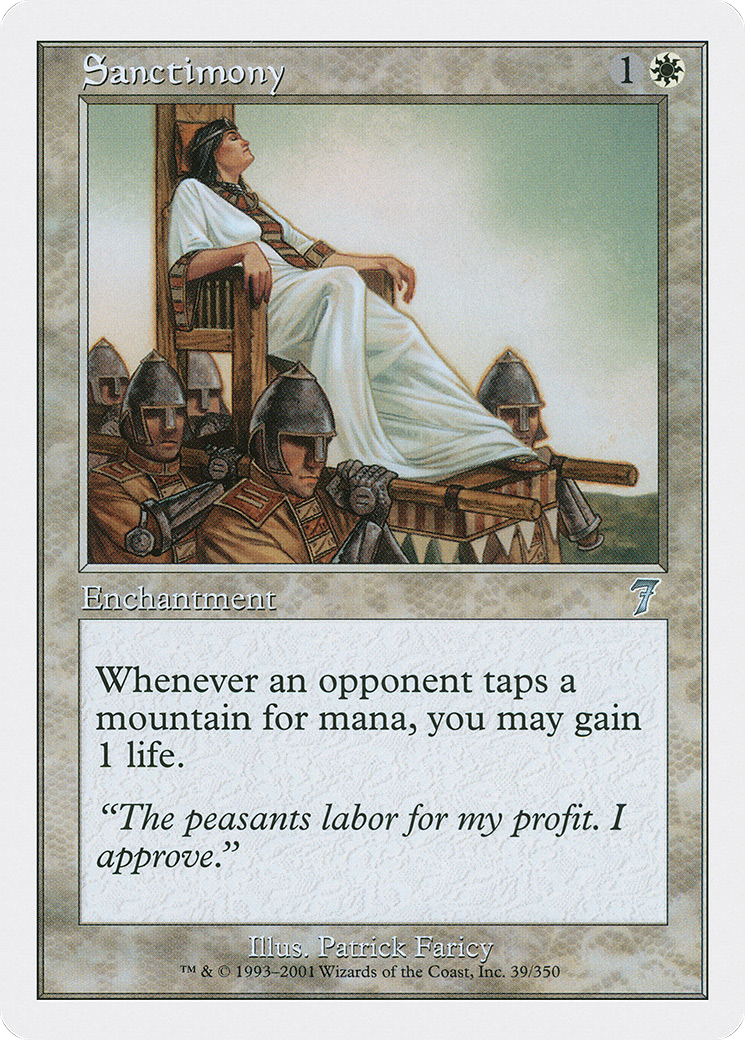 Sanctimony 1
Enchantment 7
Whenever an opponent taps a
mountain for mana, you may gain
1 life.
“The peasants labor for my profit. I
approve.”
Illus. Patrick Faricy
™ & © 1993–2001 Wizards of the Coast, Inc. 39/350